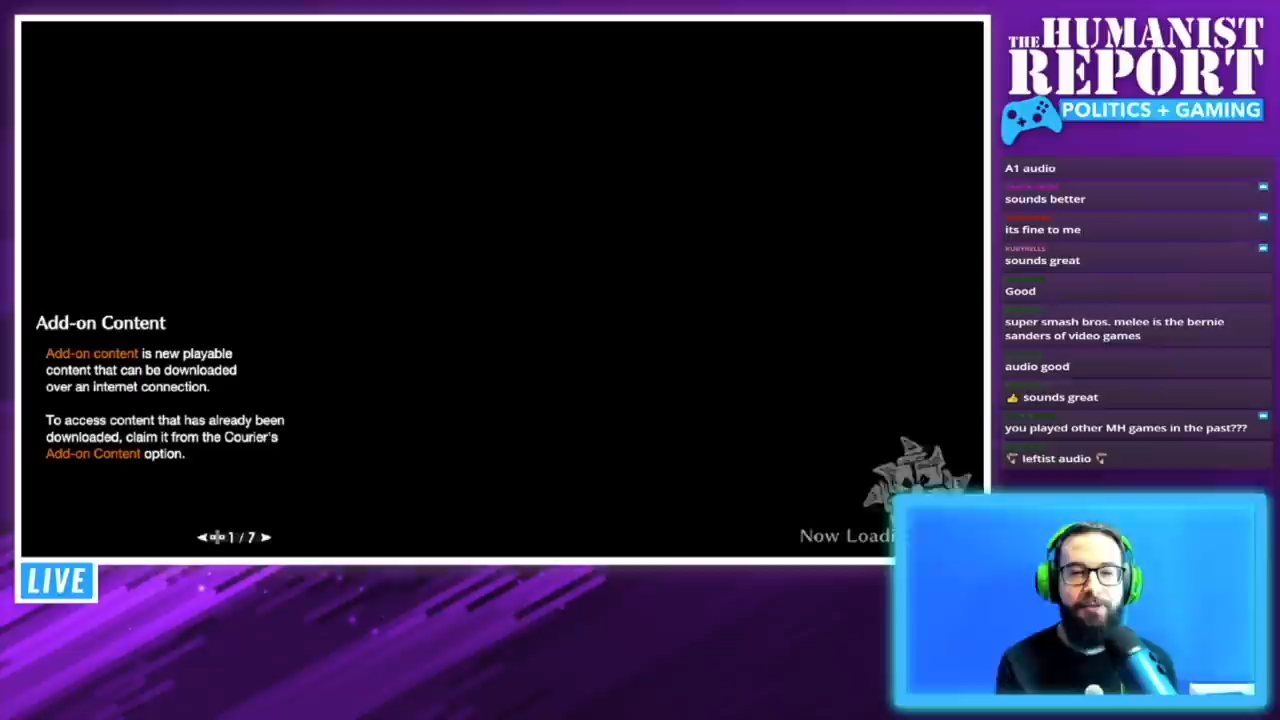 THE HUMANIST
REPORT
POLITICS + GAMING
A1 audio
sounds better
its fine to me
RUBYHELLS
sounds great
Good
super smash bros. melee is the bernie
sanders of video games
audio good
👍 sounds great
you played other MH games in the past???
leftist audio
Add-on Content
Add-on content is new playable
content that can be downloaded
over an internet connection.
To access content that has already been
downloaded, claim it from the Courier's
Add-on Content option.
1 / 7
Now Loadi
LIVE